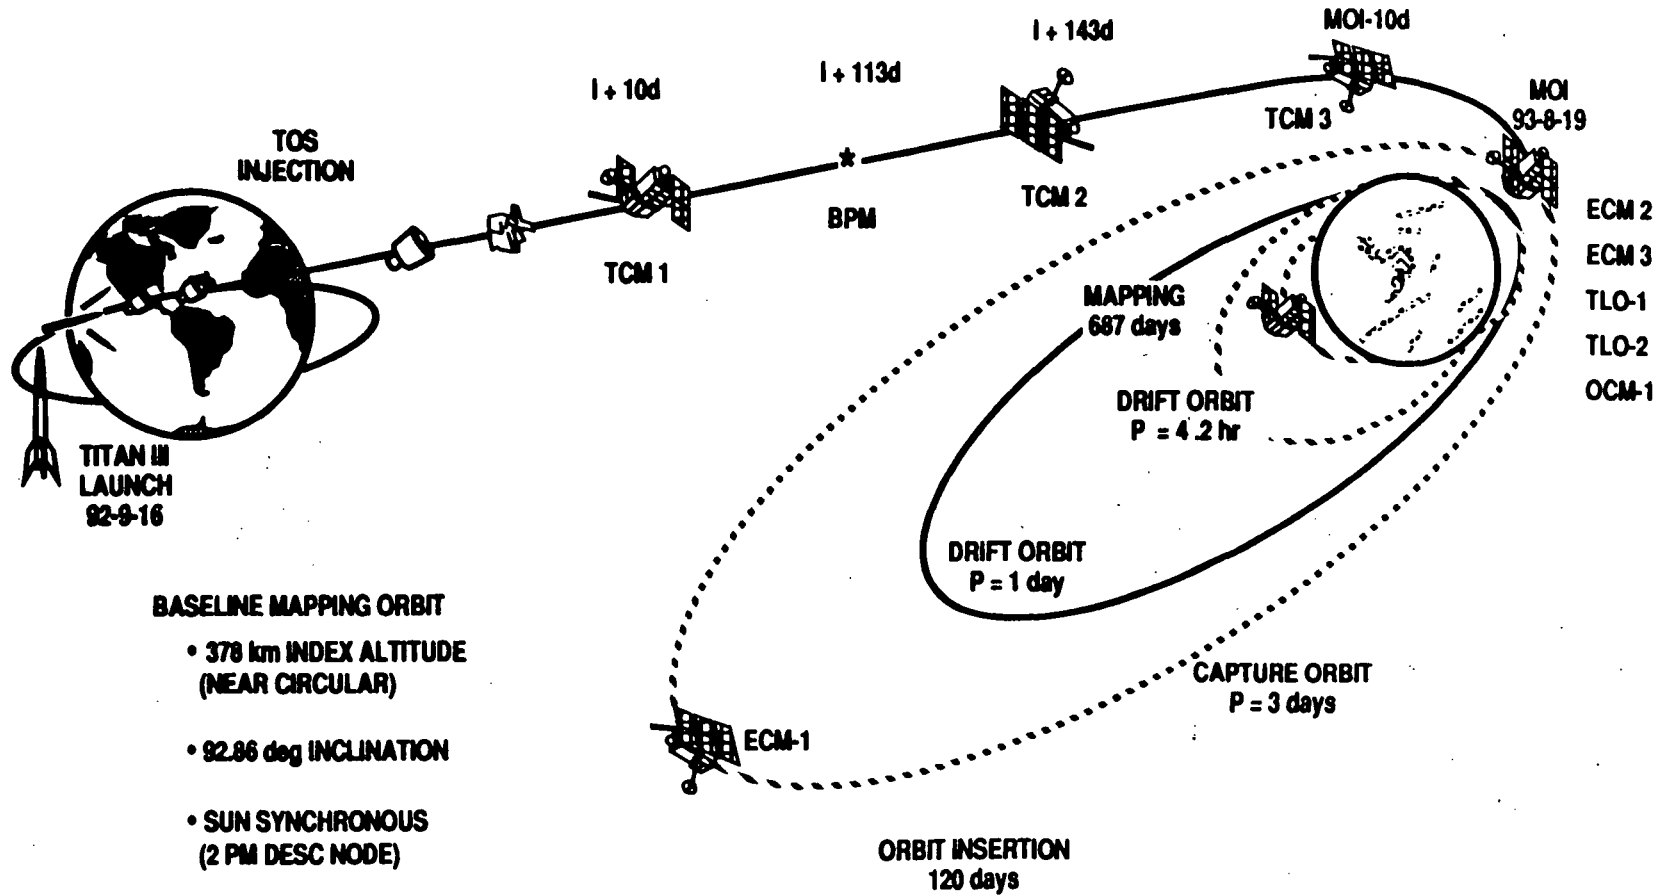 I + 10d
I + 113d
I + 143d
MOI-10d
MOI
93-8-19
TOS
INJECTION
TCM 1
*
BPM
TCM 2
TCM 3
ECM 2
ECM 3
TLO-1
TLO-2
OCM-1
MAPPING
687 days
DRIFT ORBIT
P = 4.2 hr
TITAN III
LAUNCH
92-9-16
DRIFT ORBIT
P = 1 day
CAPTURE ORBIT
P = 3 days
ECM-1
BASELINE MAPPING ORBIT
• 378 km INDEX ALTITUDE
(NEAR CIRCULAR)
• 92.86 deg INCLINATION
• SUN SYNCHRONOUS
(2 PM DESC NODE)
ORBIT INSERTION
120 days